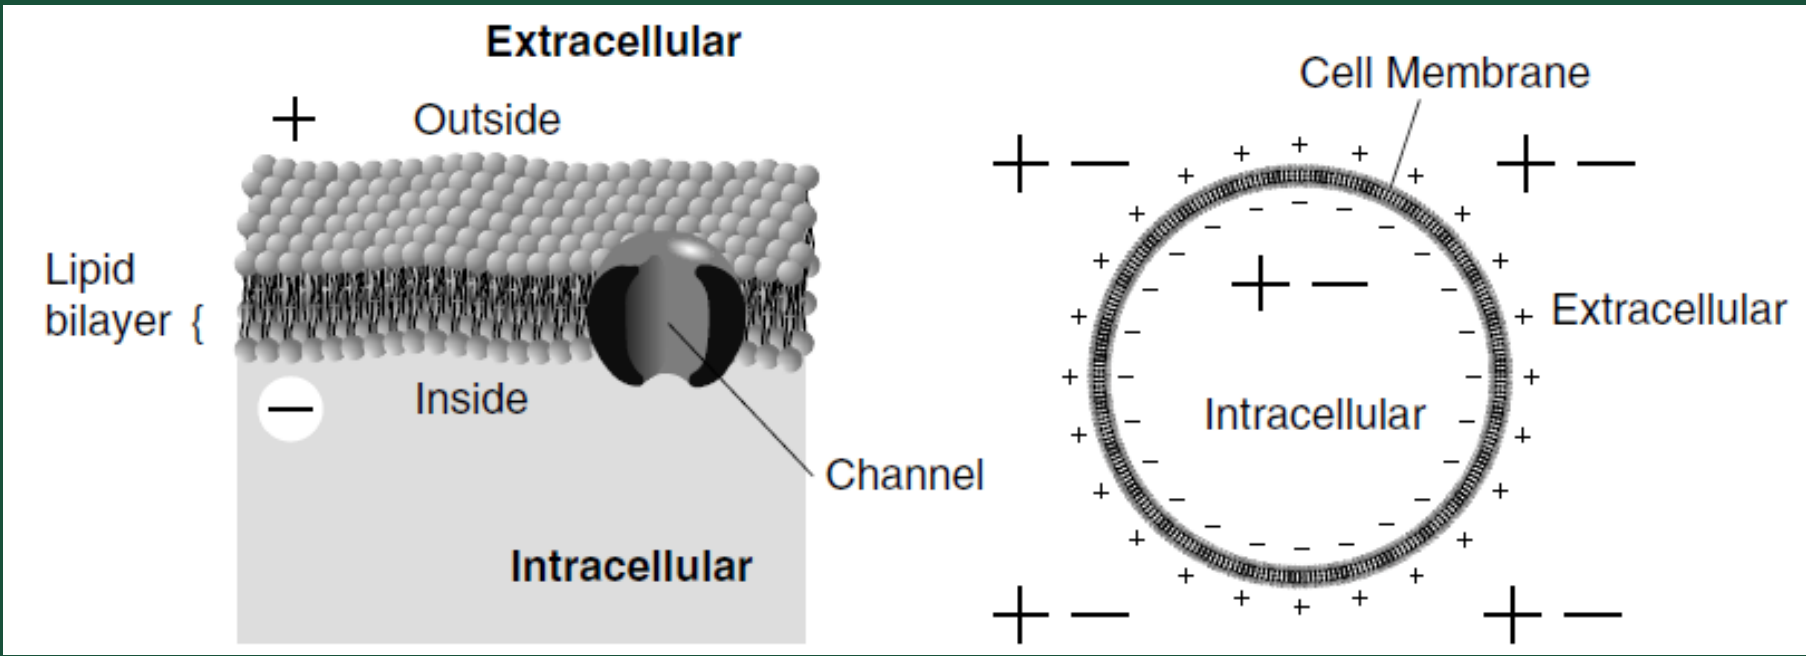 Extracellular
+ Outside
Lipid
bilayer {
− Inside
Channel
Intracellular
Cell Membrane
+ −
+ −
+ −
Extracellular
Intracellular
+ −
+ −